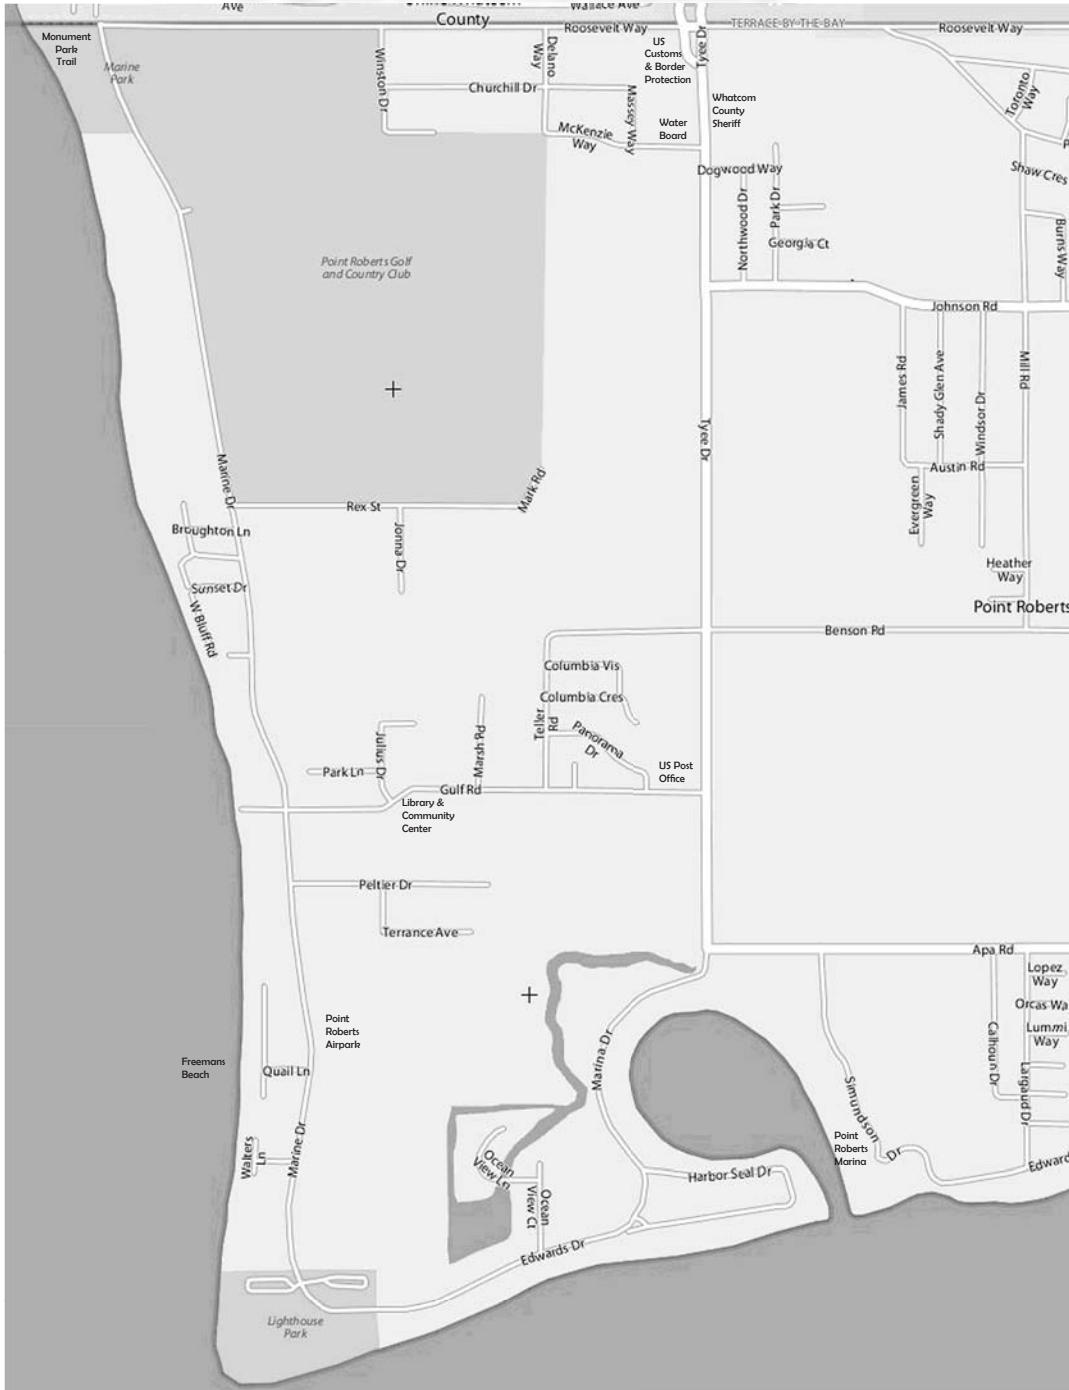 Ave
Wallace Ave
County
Roosevelt Way
TERRACE BY THE BAY
Roosevelt Way
Monument
Park
Trail
Marine
Park
Winston Dr
Delano
Way
US
Customs
& Border
Protection
Tyee Dr
Churchill Dr
Massey Way
Whatcom
County
Sheriff
Toronto
Way
McKenzie
Way
Water
Board
Dogwood Way
Shaw Cres
P
Northwood Dr
Park Dr
Georgia Ct
Burns Way
Point Roberts Golf
and Country Club
Johnson Rd
James Rd
Shady Glen Ave
Windsor Dr
Mill Rd
Tyee Dr
Marine Dr
Mark Rd
Austin Rd
Rex St
Evergreen
Way
Broughton Ln
Jonna Dr
Heather
Way
Sunset Dr
W Bluff Rd
Point Roberts
Benson Rd
Columbia Vis
Columbia Cres
Teller
Rd
Panorama
Dr
Marsh Rd
Julius Dr
Park Ln
US Post
Office
Gulf Rd
Library &
Community
Center
Peltier Dr
Terrance Ave
Apa Rd
Lopez
Way
Orcas Wa
Lummi
Way
Point
Roberts
Airpark
Marina Dr
Calhoun Dr
Largaud Dr
Freemans
Beach
Quail Ln
Simundson
Dr
Marine Dr
Walters
Ln
Point
Roberts
Marina
Ocean
View Ln
Harbor Seal Dr
Edward
Ocean
View Ct
Edwards Dr
Lighthouse
Park